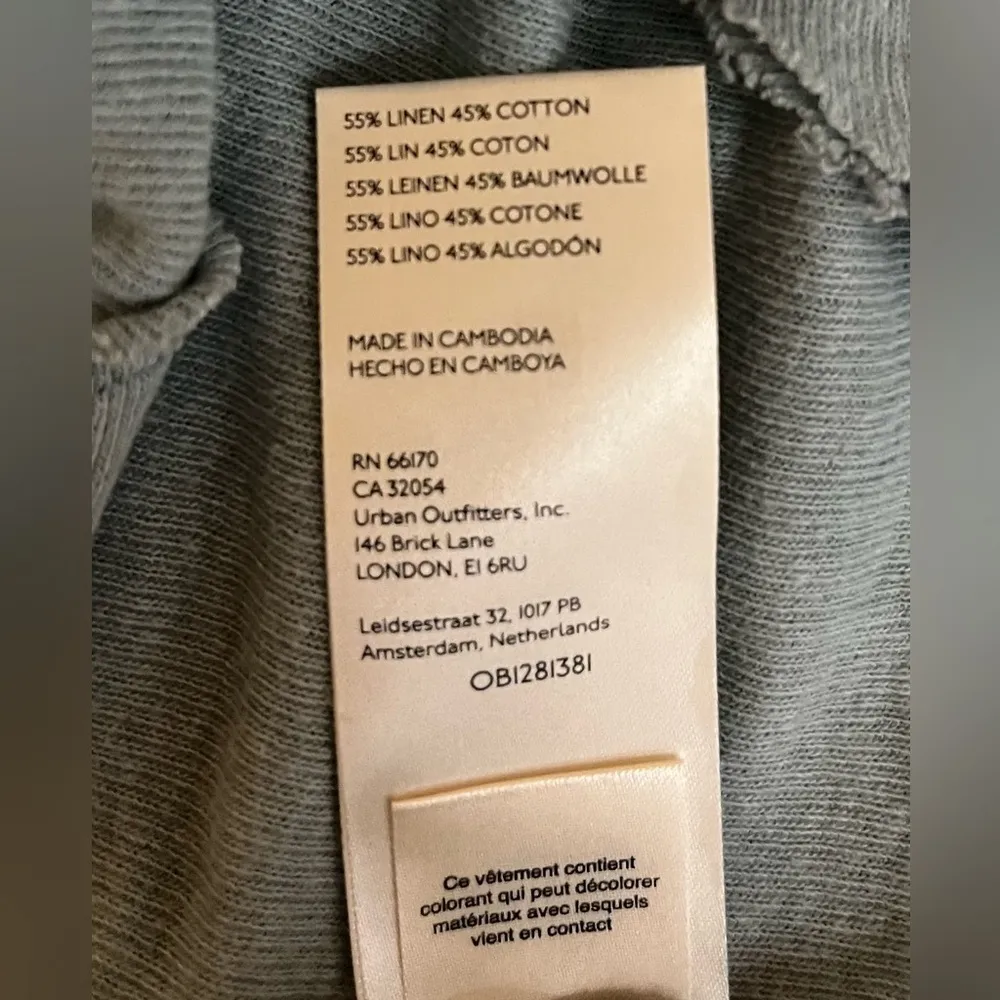 55% LINEN 45% COTTON
55% LIN 45% COTON
55% LEINEN 45% BAUMWOLLE
55% LINO 45% COTONE
55% LINO 45% ALGODÓN
MADE IN CAMBODIA
HECHO EN CAMBOYA
RN 66170
CA 32054
Urban Outfitters, Inc.
146 Brick Lane
LONDON, E1 6RU
Leidsestraat 32, 1017 PB
Amsterdam, Netherlands
OB1281381
Ce vêtement contient
colorant qui peut décolorer
matériaux avec lesquels
vient en contact